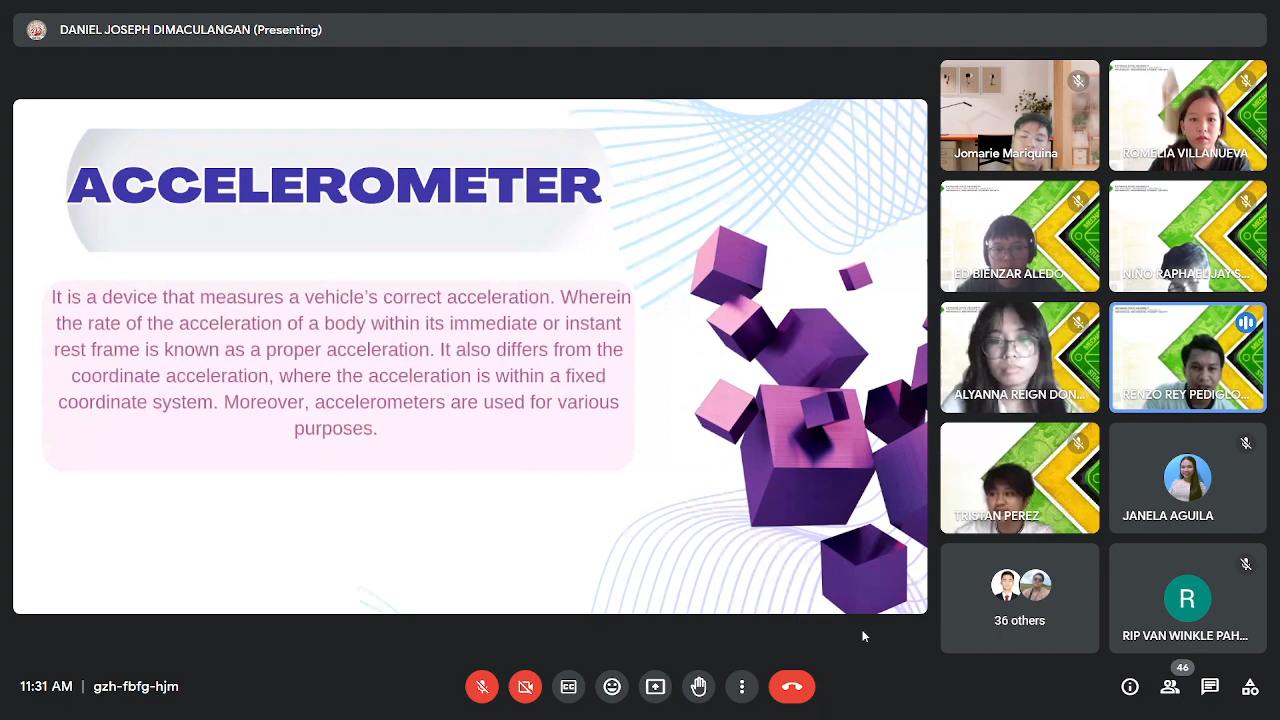 DANIEL JOSEPH DIMACULANGAN (Presenting)
ACCELEROMETER
It is a device that measures a vehicle’s correct acceleration. Wherein
the rate of the acceleration of a body within its immediate or instant
rest frame is known as a proper acceleration. It also differs from the
coordinate acceleration, where the acceleration is within a fixed
coordinate system. Moreover, accelerometers are used for various
purposes.
Jomarie Mariquina
ROMELIA VILLANUEVA
ED BIENZAR ALEDO
NIÑO RAPHAEL JAY S...
ALYANNA REIGN DON...
RENZO REY PEDIGLO...
TRISTAN PEREZ
JANELA AGUILA
36 others
R
RIP VAN WINKLE PAH...
11:31 AM | gzh-fbfg-hjm
46